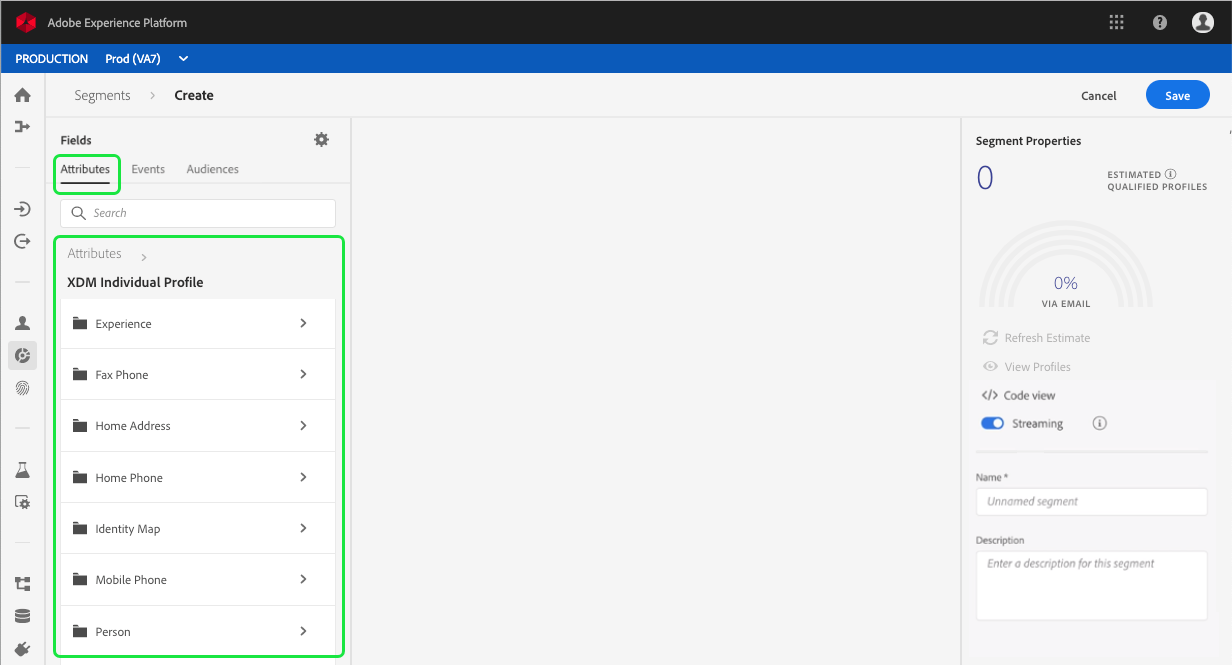 Adobe Experience Platform
PRODUCTION Prod (VA7)
Segments Create
Cancel
Save
Fields
Attributes Events Audiences
Search
Attributes
XDM Individual Profile
Experience
Fax Phone
Home Address
Home Phone
Identity Map
Mobile Phone
Person
Segment Properties
0
ESTIMATED
QUALIFIED PROFILES
0%
VIA EMAIL
Refresh Estimate
View Profiles
</> Code view
Streaming
Name *
Unnamed segment
Description
Enter a description for this segment